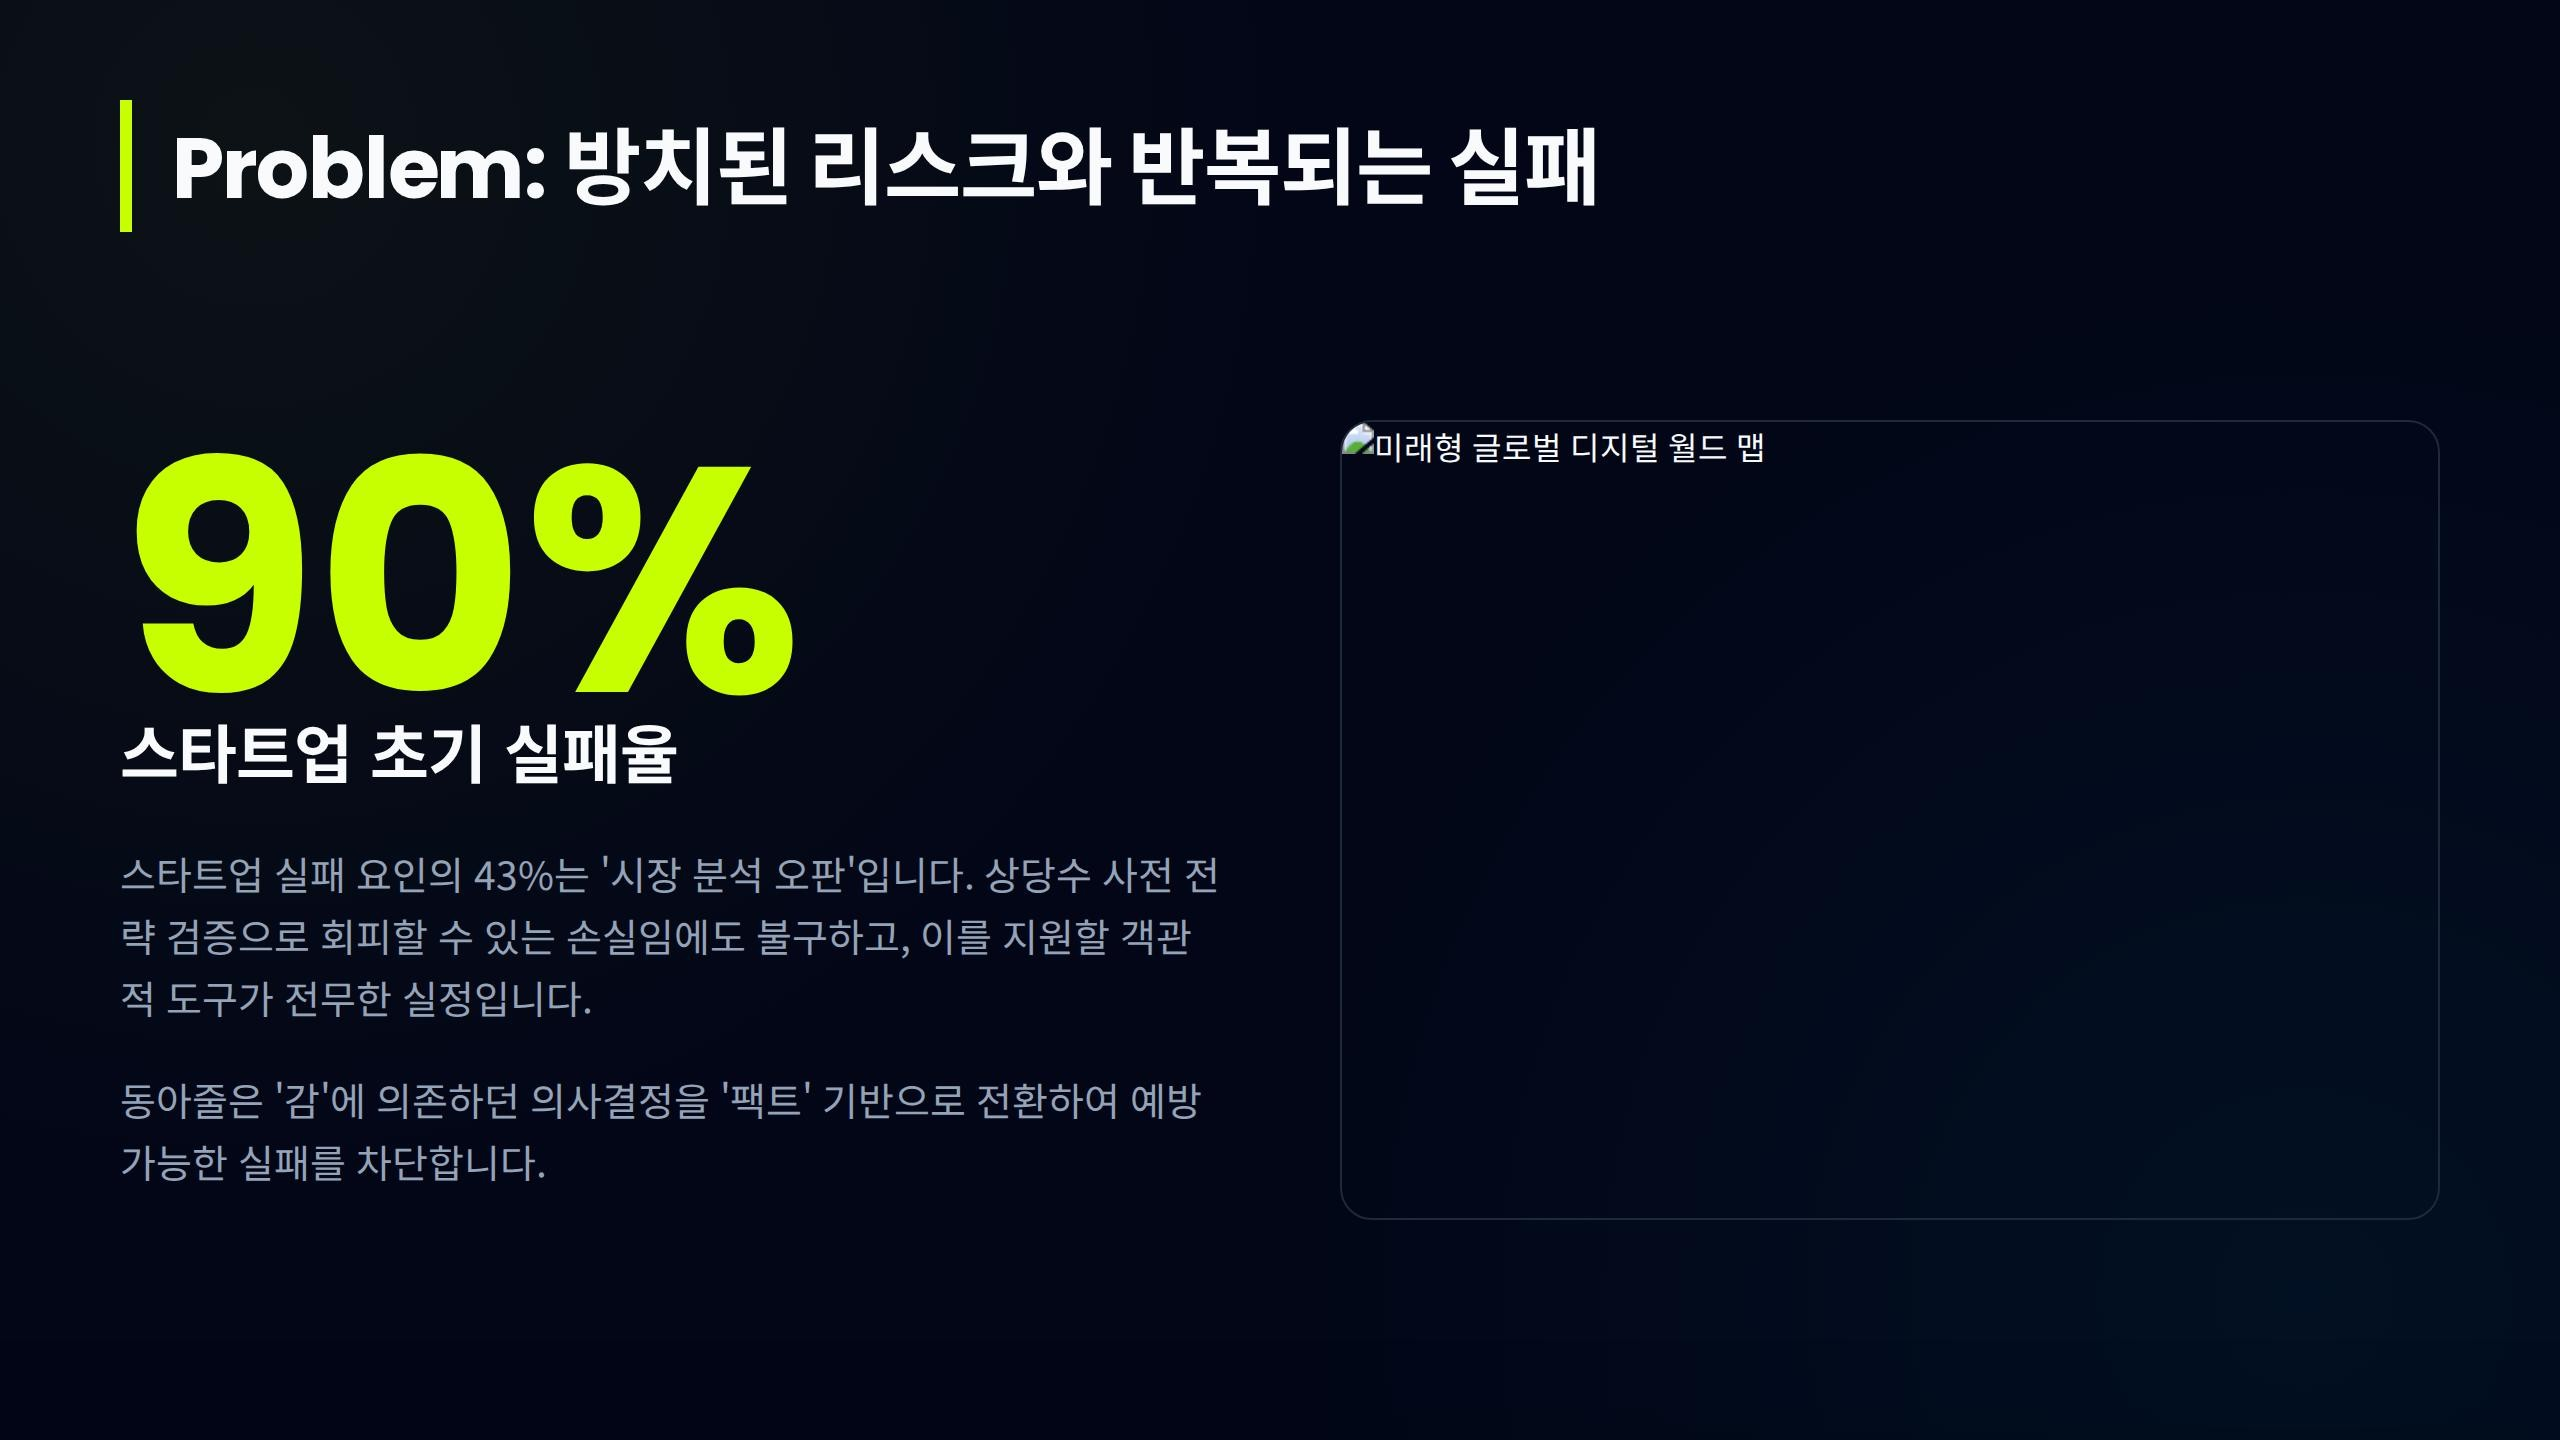 Problem: 방치된 리스크와 반복되는 실패
90%
스타트업 초기 실패율
스타트업 실패 요인의 43%는 '시장 분석 오판'입니다. 상당수 사전 전
략 검증으로 회피할 수 있는 손실임에도 불구하고, 이를 지원할 객관
적 도구가 전무한 실정입니다.
동아줄은 '감'에 의존하던 의사결정을 '팩트' 기반으로 전환하여 예방
가능한 실패를 차단합니다.
미래형 글로벌 디지털 월드 맵